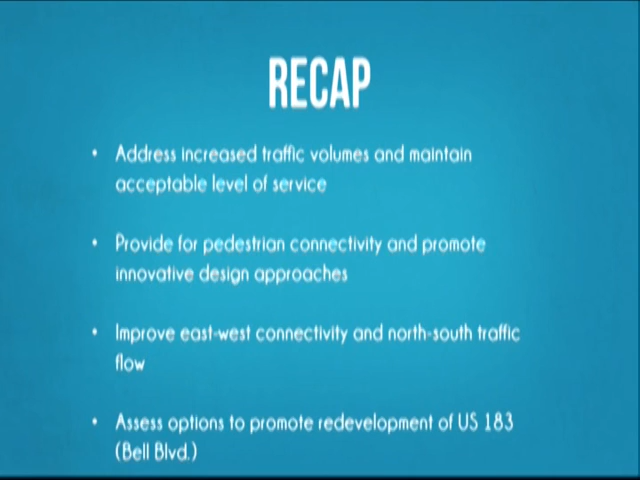 RECAP
• Address increased traffic volumes and maintain
acceptable level of service
• Provide for pedestrian connectivity and promote
innovative design approaches
• Improve east-west connectivity and north-south traffic
flow
• Assess options to promote redevelopment of US 183
(Bell Blvd.)